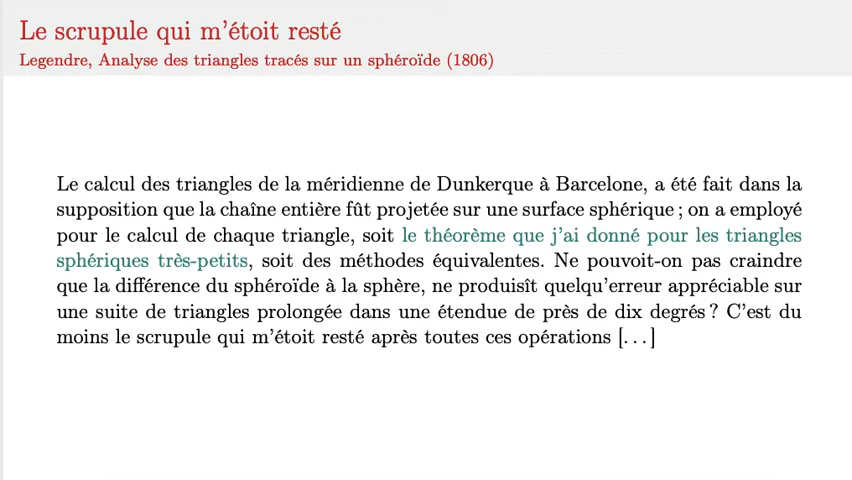 Le scrupule qui m'étoit resté
Legendre, Analyse des triangles tracés sur un sphéroïde (1806)
Le calcul des triangles de la méridienne de Dunkerque à Barcelone, a été fait dans la
supposition que la chaîne entière fût projetée sur une surface sphérique ; on a employé
pour le calcul de chaque triangle, soit le théorème que j'ai donné pour les triangles
sphériques très-petits, soit des méthodes équivalentes. Ne pouvoit-on pas craindre
que la différence du sphéroïde à la sphère, ne produisît quelqu'erreur appréciable sur
une suite de triangles prolongée dans une étendue de près de dix degrés ? C'est du
moins le scrupule qui m'étoit resté après toutes ces opérations [...]